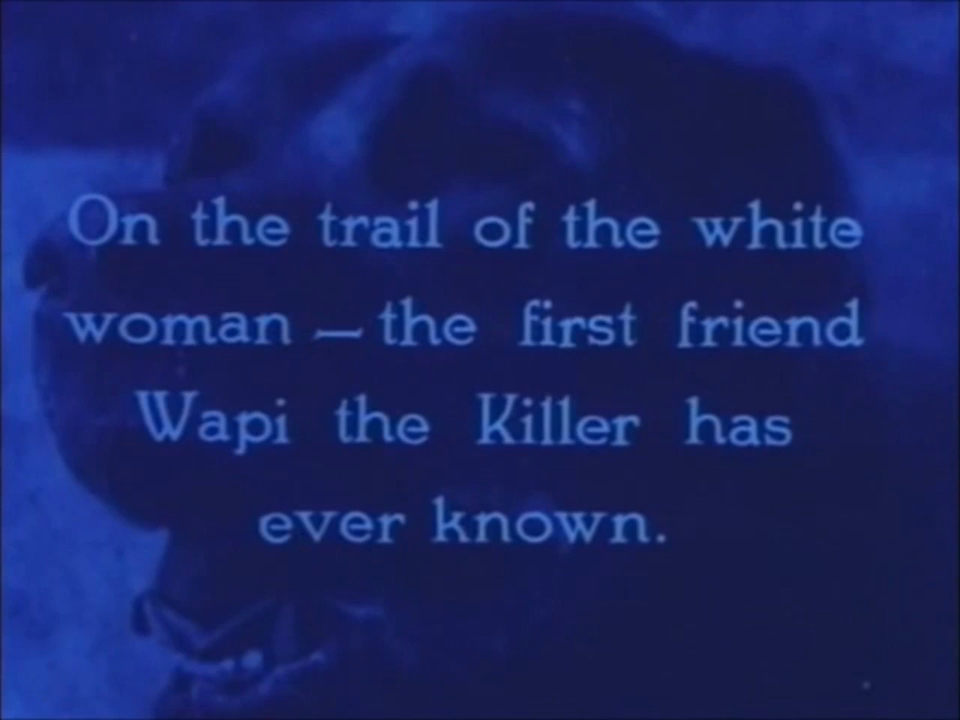 On the trail of the white
woman — the first friend
Wapi the Killer has
ever known.